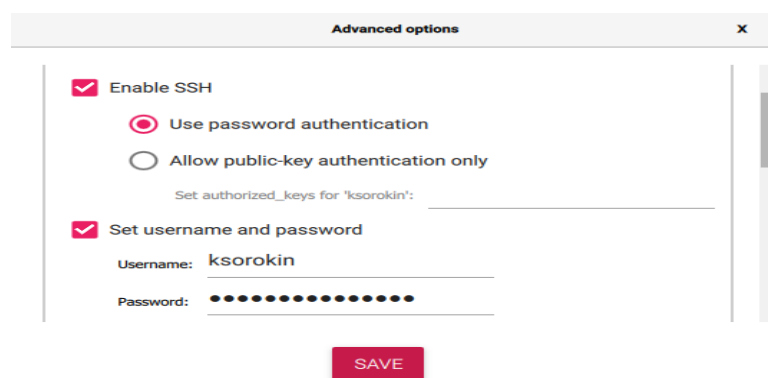 Advanced options x
Enable SSH
Use password authentication
Allow public-key authentication only
Set authorized_keys for 'ksorokin':
Set username and password
Username: ksorokin
Password: •••••••••••••••
SAVE